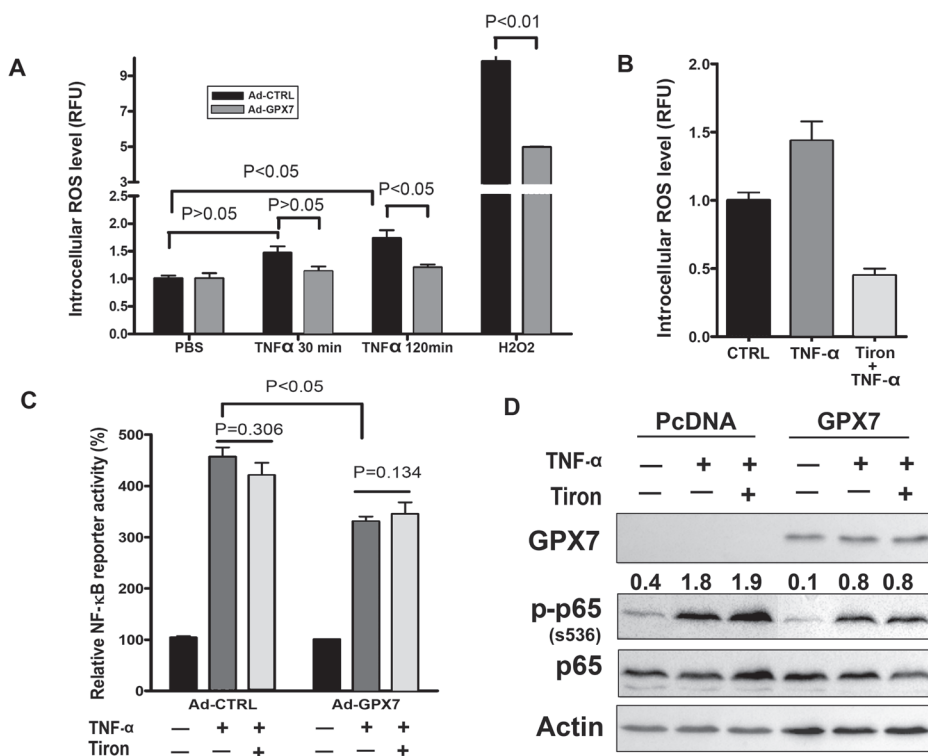 A
Introcellular ROS level (RFU)
P<0.01
Ad-CTRL
Ad-GPX7
9
7
5
3
P<0.05
P<0.05
P>0.05
P>0.05
P<0.05
2.0
1.5
1.0
0.5
0.0
PBS
TNFα 30 min
TNFα 120min
H2O2
B
Introcellular ROS level (RFU)
2.0
1.5
1.0
0.5
0.0
CTRL
TNF-α
Tiron
+
TNF-α
C
Relative NF-κB reporter activity (%)
P<0.05
P=0.306
P=0.134
500
400
300
200
100
0
Ad-CTRL
Ad-GPX7
TNF-α — + + — + +
Tiron — — + — — +
D
PcDNA GPX7
TNF-α — + + — + +
Tiron — — + — — +
GPX7
0.4 1.8 1.9 0.1 0.8 0.8
p-p65
(s536)
p65
Actin